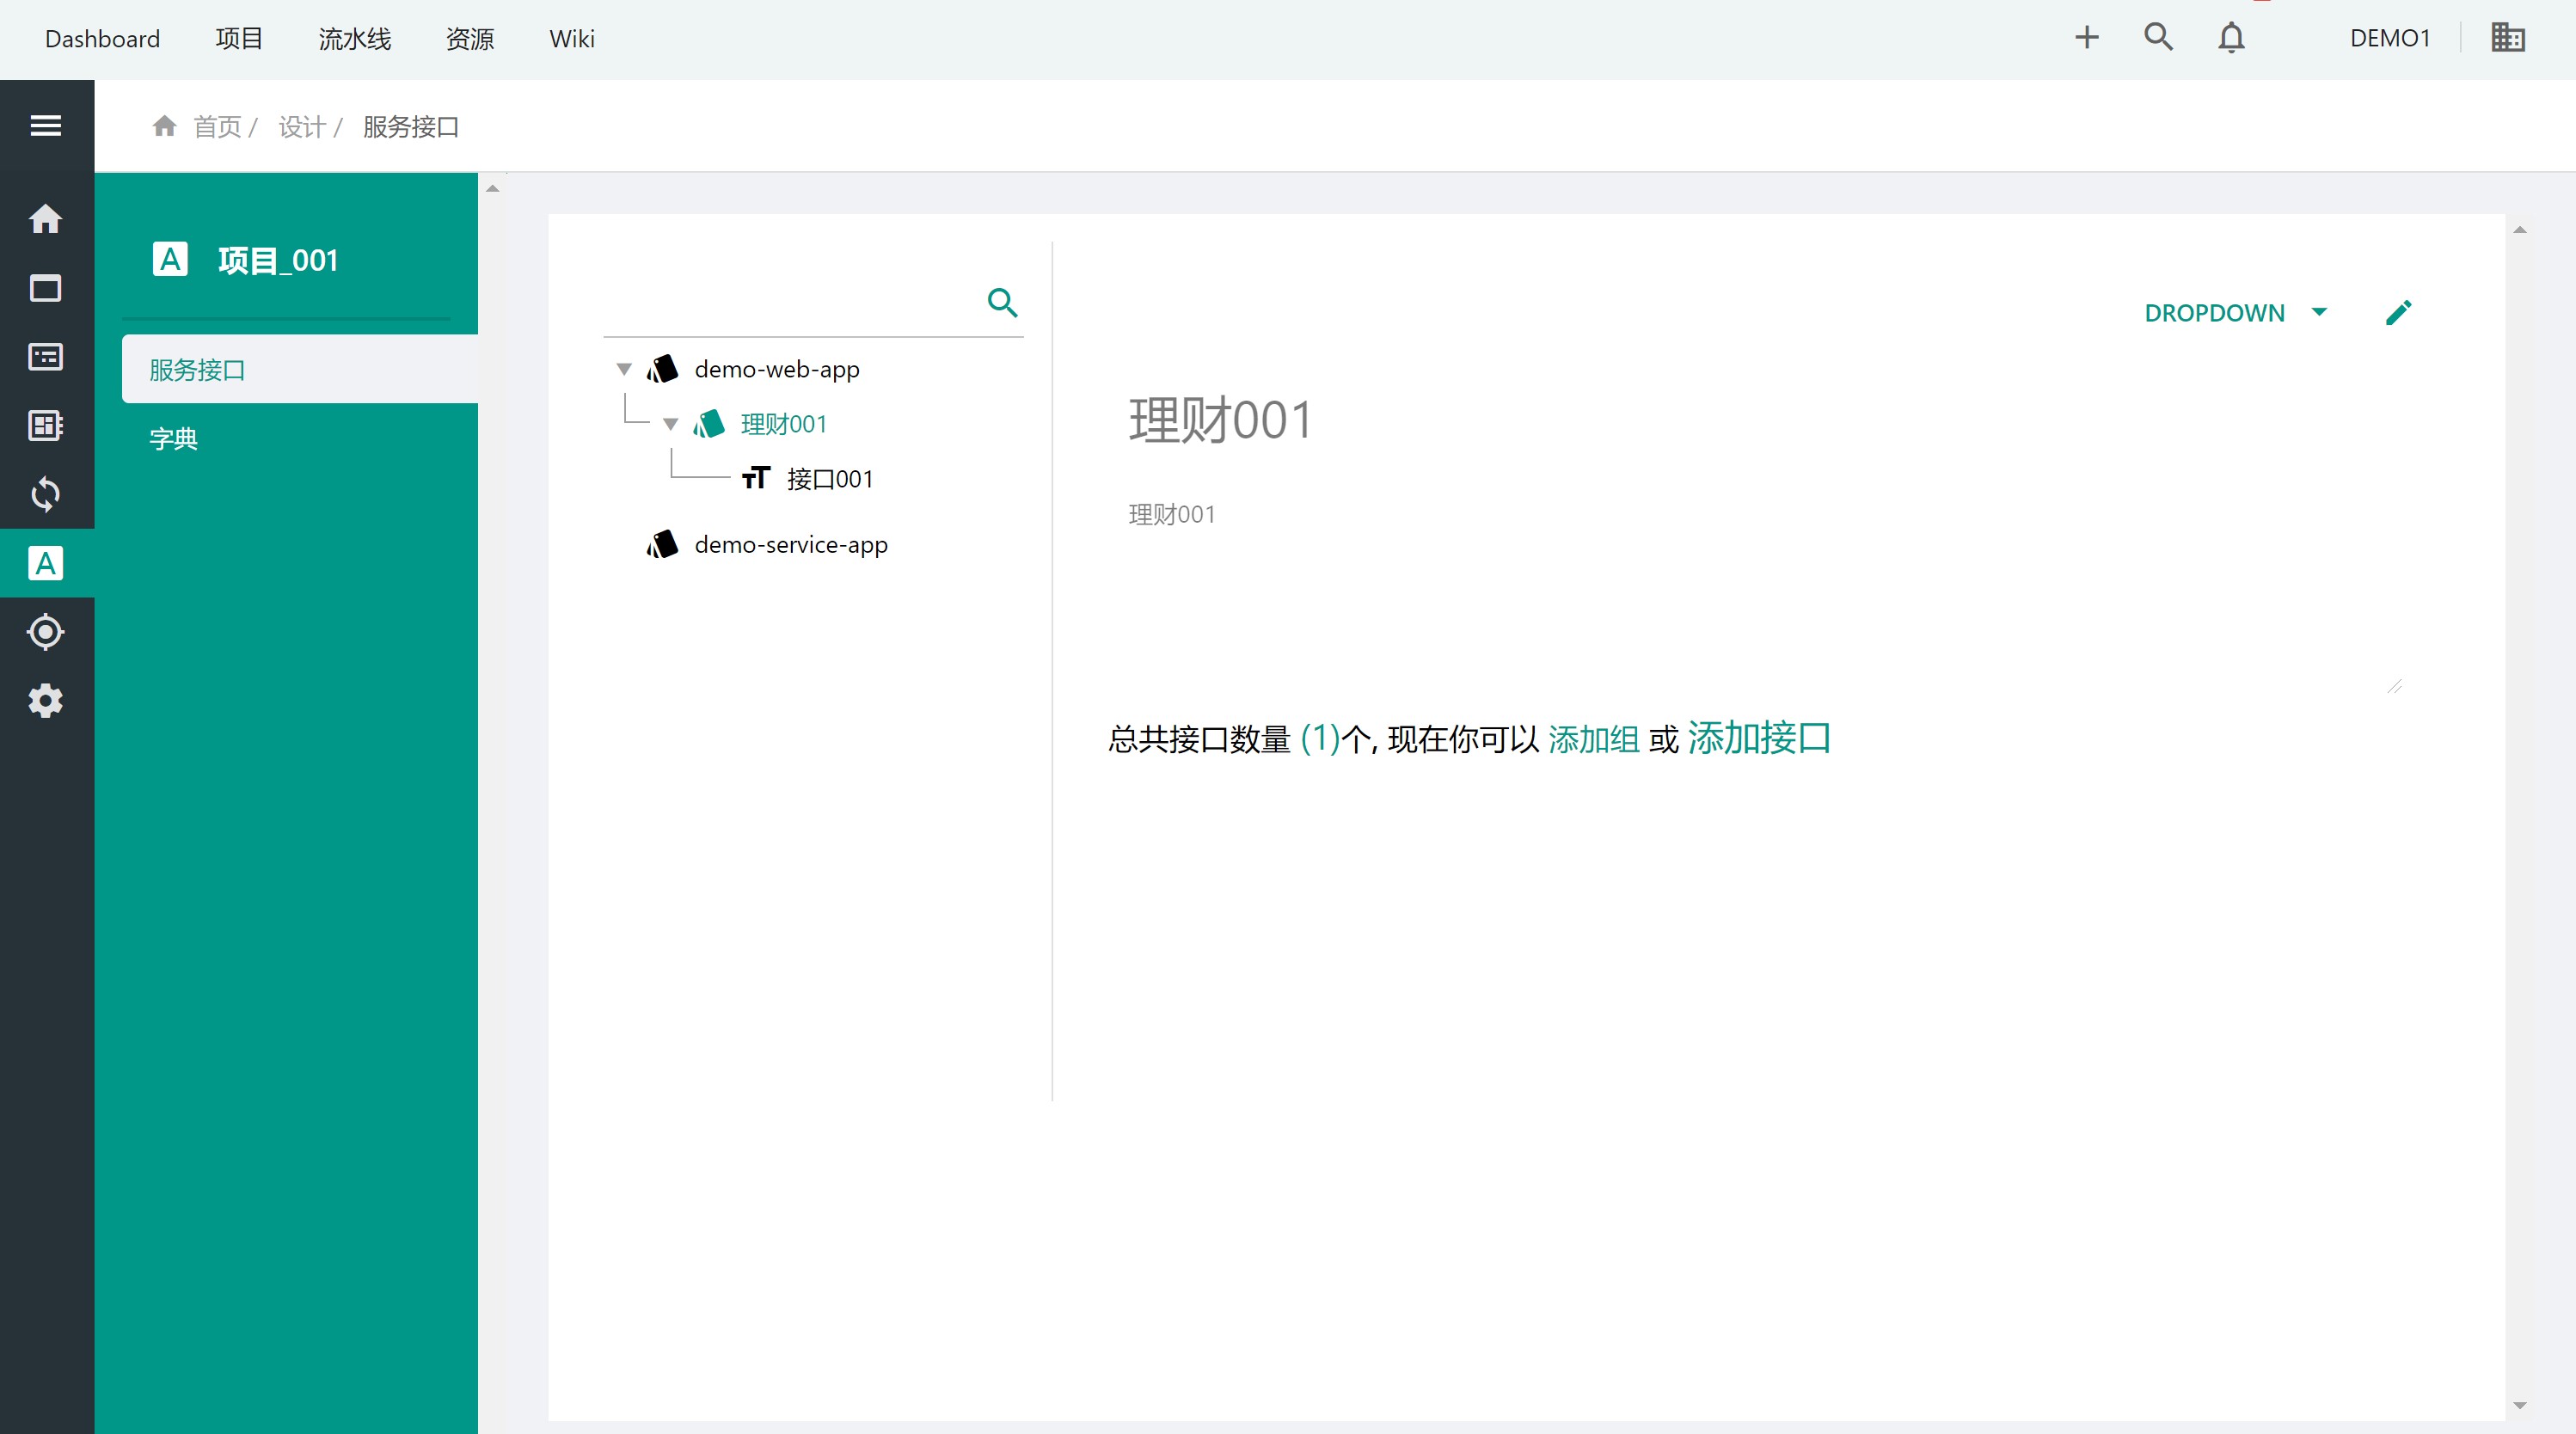 Dashboard 项目 流水线 资源 Wiki DEMO1
首页 / 设计 / 服务接口
项目_001
服务接口
字典
demo-web-app
理财001
接口001
demo-service-app
DROPDOWN
理财001
理财001
总共接口数量 (1)个, 现在你可以 添加组 或 添加接口